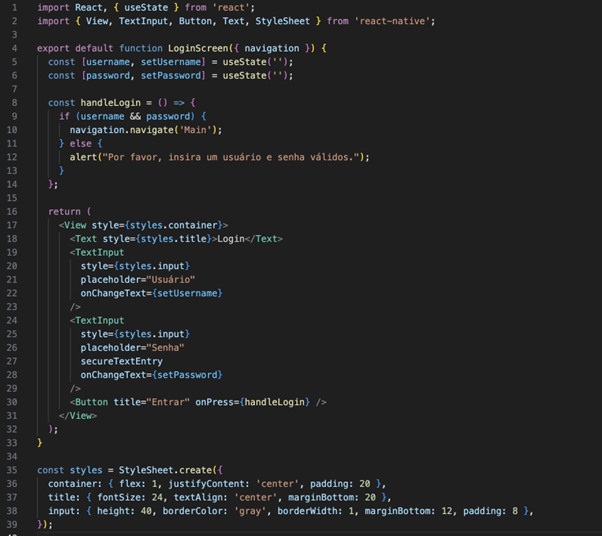 1 import React, { useState } from 'react';
2 import { View, TextInput, Button, Text, StyleSheet } from 'react-native';
3
4 export default function LoginScreen({ navigation }) {
5   const [username, setUsername] = useState('');
6   const [password, setPassword] = useState('');
7
8   const handleLogin = () => {
9     if (username && password) {
10       navigation.navigate('Main');
11     } else {
12       alert("Por favor, insira um usuário e senha válidos.");
13     }
14   };
15
16   return (
17     <View style={styles.container}>
18       <Text style={styles.title}>Login</Text>
19       <TextInput
20         style={styles.input}
21         placeholder="Usuário"
22         onChangeText={setUsername}
23       />
24       <TextInput
25         style={styles.input}
26         placeholder="Senha"
27         secureTextEntry
28         onChangeText={setPassword}
29       />
30       <Button title="Entrar" onPress={handleLogin} />
31     </View>
32   );
33 }
34
35 const styles = StyleSheet.create({
36   container: { flex: 1, justifyContent: 'center', padding: 20 },
37   title: { fontSize: 24, textAlign: 'center', marginBottom: 20 },
38   input: { height: 40, borderColor: 'gray', borderWidth: 1, marginBottom: 12, padding: 8 },
39 });